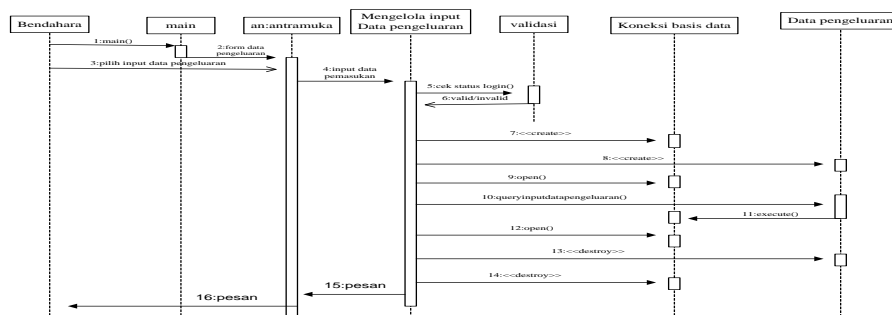 Bendahara
main
an:antramuka
Mengelola input
Data pengeluaran
validasi
Koneksi basis data
Data pengeluaran
1:main()
2:form data
pengeluaran
3:pilih input data pengeluaran
4:input data
pemasukan
5:cek status login()
6:valid/invalid
7:<<create>>
8:<<create>>
9:open()
10:queryinputdatapengeluaran()
11:execute()
12:open()
13:<<destroy>>
14:<<destroy>>
15:pesan
16:pesan